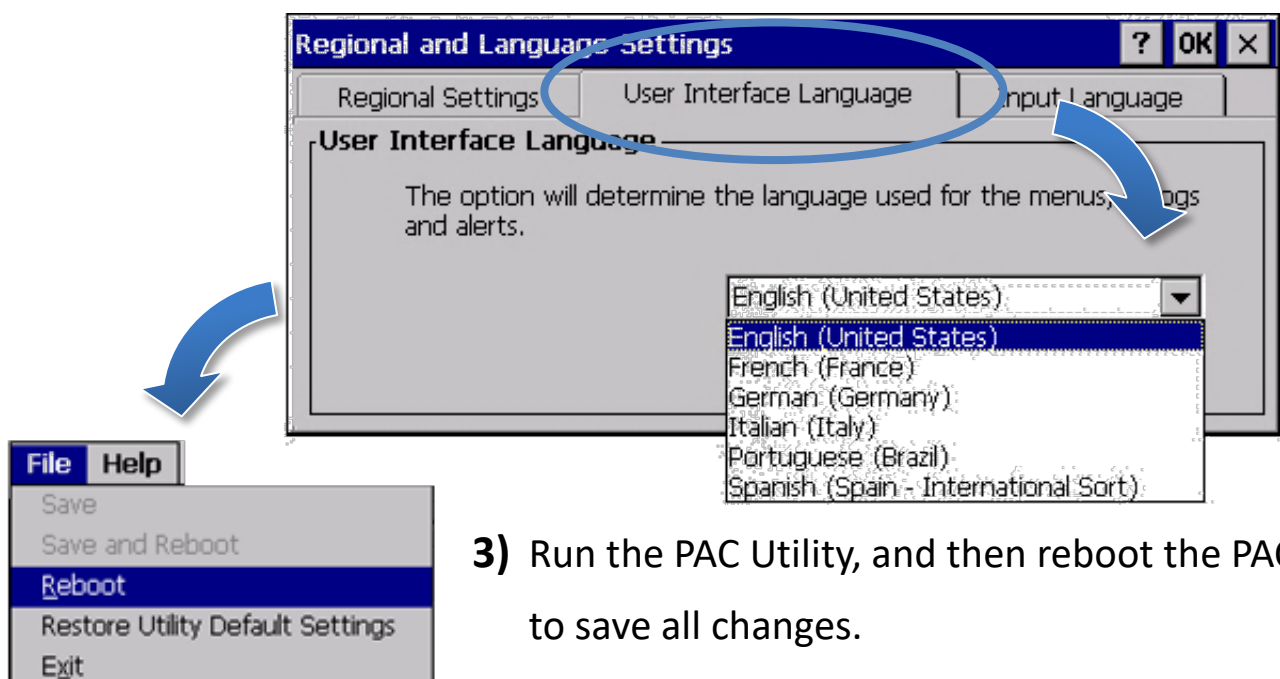 Regional and Language Settings ? OK ×
Regional Settings User Interface Language Input Language
User Interface Language
The option will determine the language used for the menus,
and alerts.
English (United States)
English (United States)
French (France)
German (Germany)
Italian (Italy)
Portuguese (Brazil)
Spanish (Spain - International Sort)
File Help
Save
Save and Reboot
Reboot
Restore Utility Default Settings
Exit
3) Run the PAC Utility, and then reboot the PAC
to save all changes.